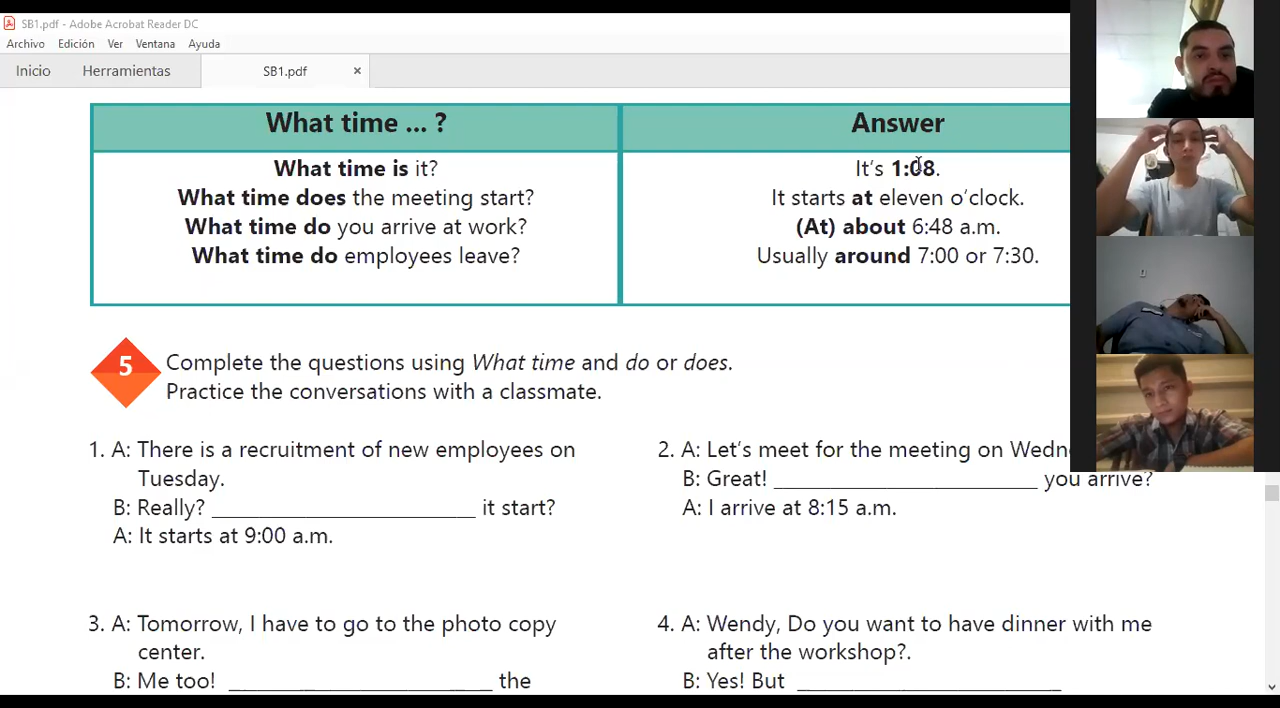 SB1.pdf - Adobe Acrobat Reader DC
Archivo Edición Ver Ventana Ayuda
Inicio Herramientas SB1.pdf ×
What time ... ?
What time is it?
What time does the meeting start?
What time do you arrive at work?
What time do employees leave?
Answer
It's 1:08.
It starts at eleven o'clock.
(At) about 6:48 a.m.
Usually around 7:00 or 7:30.
5
Complete the questions using What time and do or does.
Practice the conversations with a classmate.
1. A: There is a recruitment of new employees on
Tuesday.
B: Really? __________________________ it start?
A: It starts at 9:00 a.m.
2. A: Let's meet for the meeting on Wedn
B: Great! __________________________ you arrive?
A: I arrive at 8:15 a.m.
3. A: Tomorrow, I have to go to the photo copy
center.
B: Me too! __________________________ the
4. A: Wendy, Do you want to have dinner with me
after the workshop?.
B: Yes! But __________________________